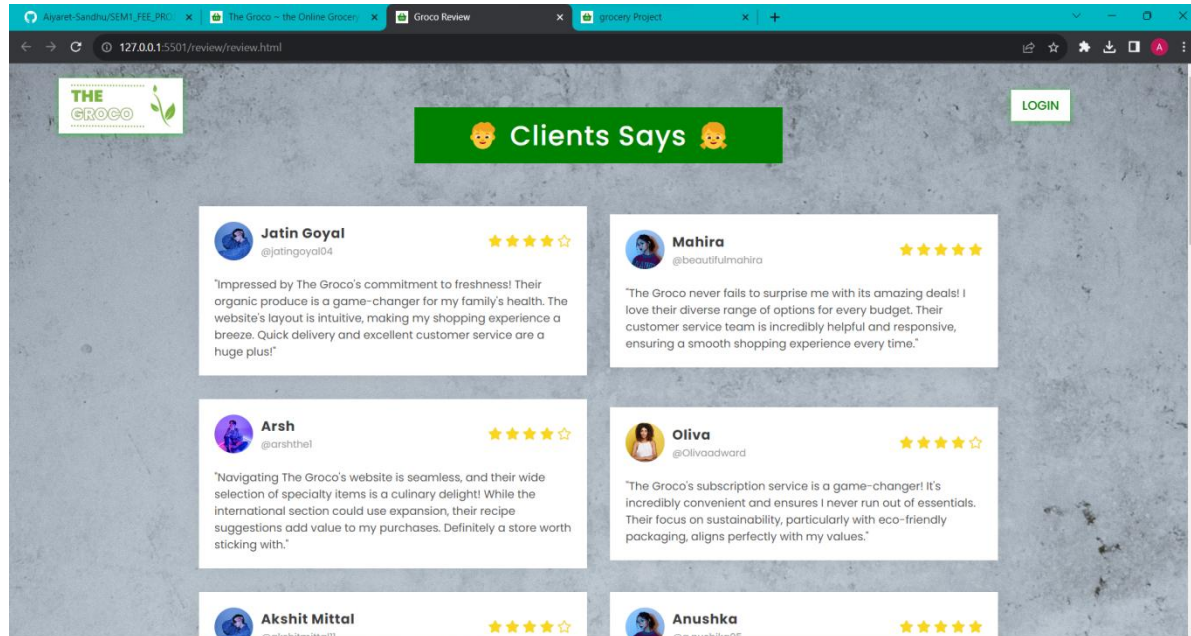 Aiyaret-Sandhu/SEM1_FEE_PRO
The Groco – the Online Grocery
Groco Review
grocery Project
127.0.0.1:5501/review/review.html
A
THE
GROCO
Clients Says
LOGIN
Jatin Goyal
@jatingoyal04
"Impressed by The Groco's commitment to freshness! Their
organic produce is a game-changer for my family's health. The
website's layout is intuitive, making my shopping experience a
breeze. Quick delivery and excellent customer service are a
huge plus!"
Mahira
@beautifulmahira
"The Groco never fails to surprise me with its amazing deals! I
love their diverse range of options for every budget. Their
customer service team is incredibly helpful and responsive,
ensuring a smooth shopping experience every time."
Arsh
@arshthe1
"Navigating The Groco's website is seamless, and their wide
selection of specialty items is a culinary delight! While the
international section could use expansion, their recipe
suggestions add value to my purchases. Definitely a store worth
sticking with."
Oliva
@Olivaadward
"The Groco's subscription service is a game-changer! It's
incredibly convenient and ensures I never run out of essentials.
Their focus on sustainability, particularly with eco-friendly
packaging, aligns perfectly with my values."
Akshit Mittal
Anushka